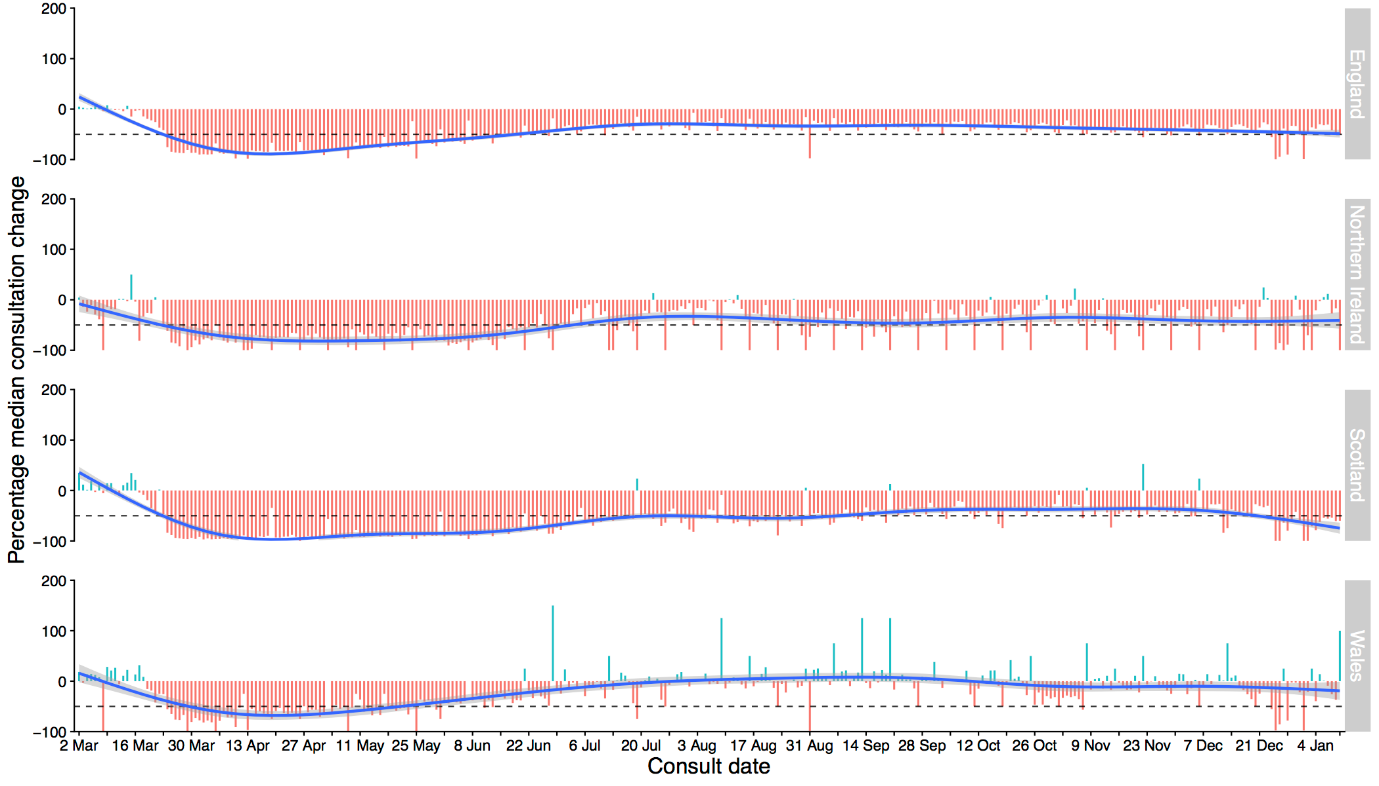 Percentage median consultation change
200
100
0
−100
England
200
100
0
−100
Northern Ireland
200
100
0
−100
Scotland
200
100
0
−100
Wales
2 Mar 16 Mar 30 Mar 13 Apr 27 Apr 11 May 25 May 8 Jun 22 Jun 6 Jul 20 Jul 3 Aug 17 Aug 31 Aug 14 Sep 28 Sep 12 Oct 26 Oct 9 Nov 23 Nov 7 Dec 21 Dec 4 Jan
Consult date